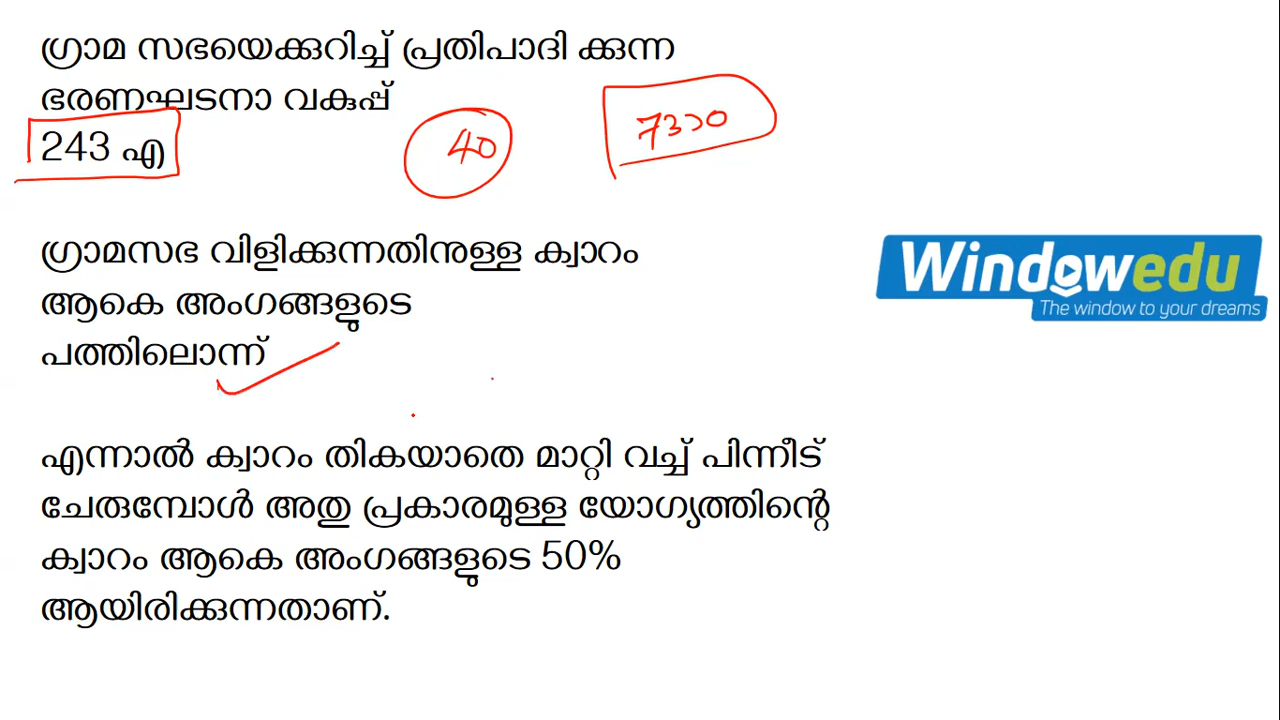 ഗ്രാമ സഭയെക്കുറിച്ച് പ്രതിപാദി ക്കുന്ന
ഭരണഘടനാ വകുപ്പ്
243 എ
40
73ാം
ഗ്രാമസഭ വിളിക്കുന്നതിനുള്ള ക്വാറം
ആകെ അംഗങ്ങളുടെ
പത്തിലൊന്ന്
Windowedu
The window to your dreams
എന്നാൽ ക്വാറം തികയാതെ മാറ്റി വച്ച് പിന്നീട്
ചേരുമ്പോൾ അതു പ്രകാരമുള്ള യോഗ്യത്തിന്റെ
ക്വാറം ആകെ അംഗങ്ങളുടെ 50%
ആയിരിക്കുന്നതാണ്.